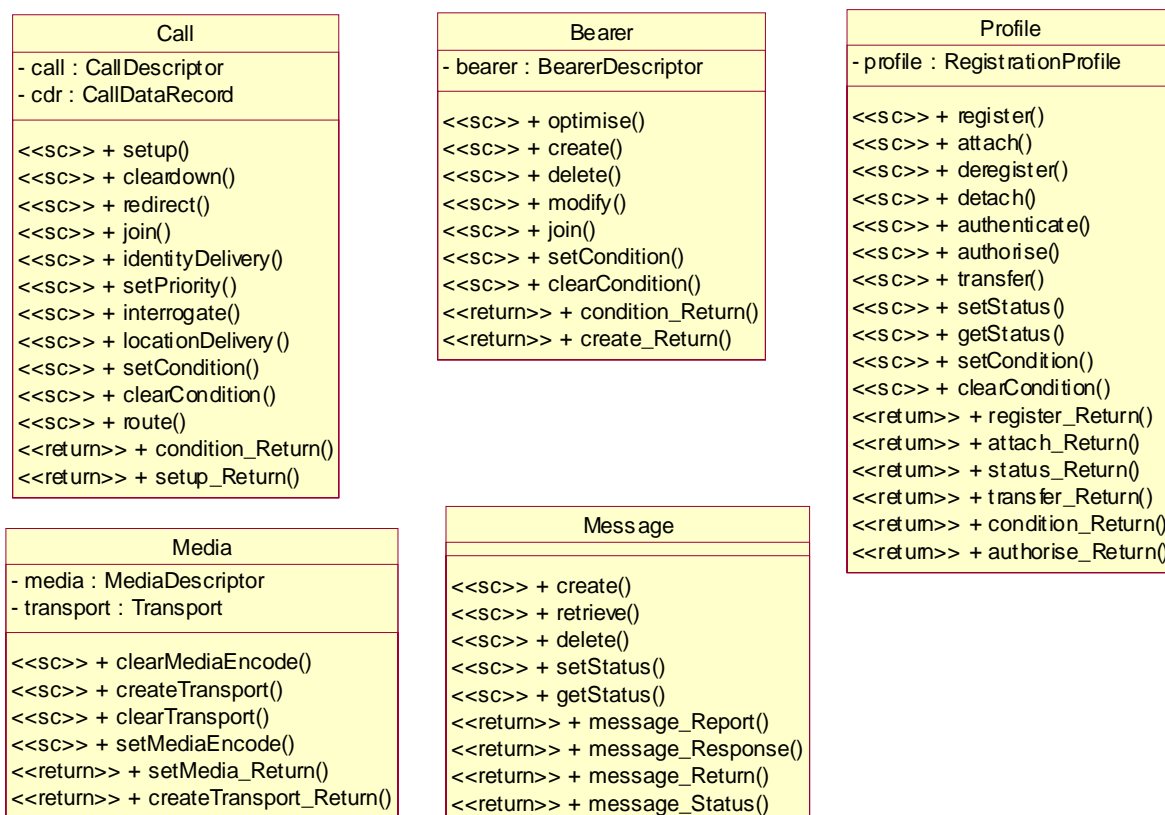 Call
- call : CallDescriptor
- cdr : CallDataRecord
<<sc>> + setup()
<<sc>> + cleardown()
<<sc>> + redirect()
<<sc>> + join()
<<sc>> + identityDelivery()
<<sc>> + setPriority()
<<sc>> + interrogate()
<<sc>> + locationDelivery()
<<sc>> + setCondition()
<<sc>> + clearCondition()
<<sc>> + route()
<<return>> + condition_Return()
<<return>> + setup_Return()
Bearer
- bearer : BearerDescriptor
<<sc>> + optimise()
<<sc>> + create()
<<sc>> + delete()
<<sc>> + modify()
<<sc>> + join()
<<sc>> + setCondition()
<<sc>> + clearCondition()
<<return>> + condition_Return()
<<return>> + create_Return()
Profile
- profile : RegistrationProfile
<<sc>> + register()
<<sc>> + attach()
<<sc>> + deregister()
<<sc>> + detach()
<<sc>> + authenticate()
<<sc>> + authorise()
<<sc>> + transfer()
<<sc>> + setStatus()
<<sc>> + getStatus()
<<sc>> + setCondition()
<<sc>> + clearCondition()
<<return>> + register_Return()
<<return>> + attach_Return()
<<return>> + status_Return()
<<return>> + transfer_Return()
<<return>> + condition_Return()
<<return>> + authorise_Return()
Media
- media : MediaDescriptor
- transport : Transport
<<sc>> + clearMediaEncode()
<<sc>> + createTransport()
<<sc>> + clearTransport()
<<sc>> + setMediaEncode()
<<return>> + setMedia_Return()
<<return>> + createTransport_Return()
Message
<<sc>> + create()
<<sc>> + retrieve()
<<sc>> + delete()
<<sc>> + setStatus()
<<sc>> + getStatus()
<<return>> + message_Report()
<<return>> + message_Response()
<<return>> + message_Return()
<<return>> + message_Status()